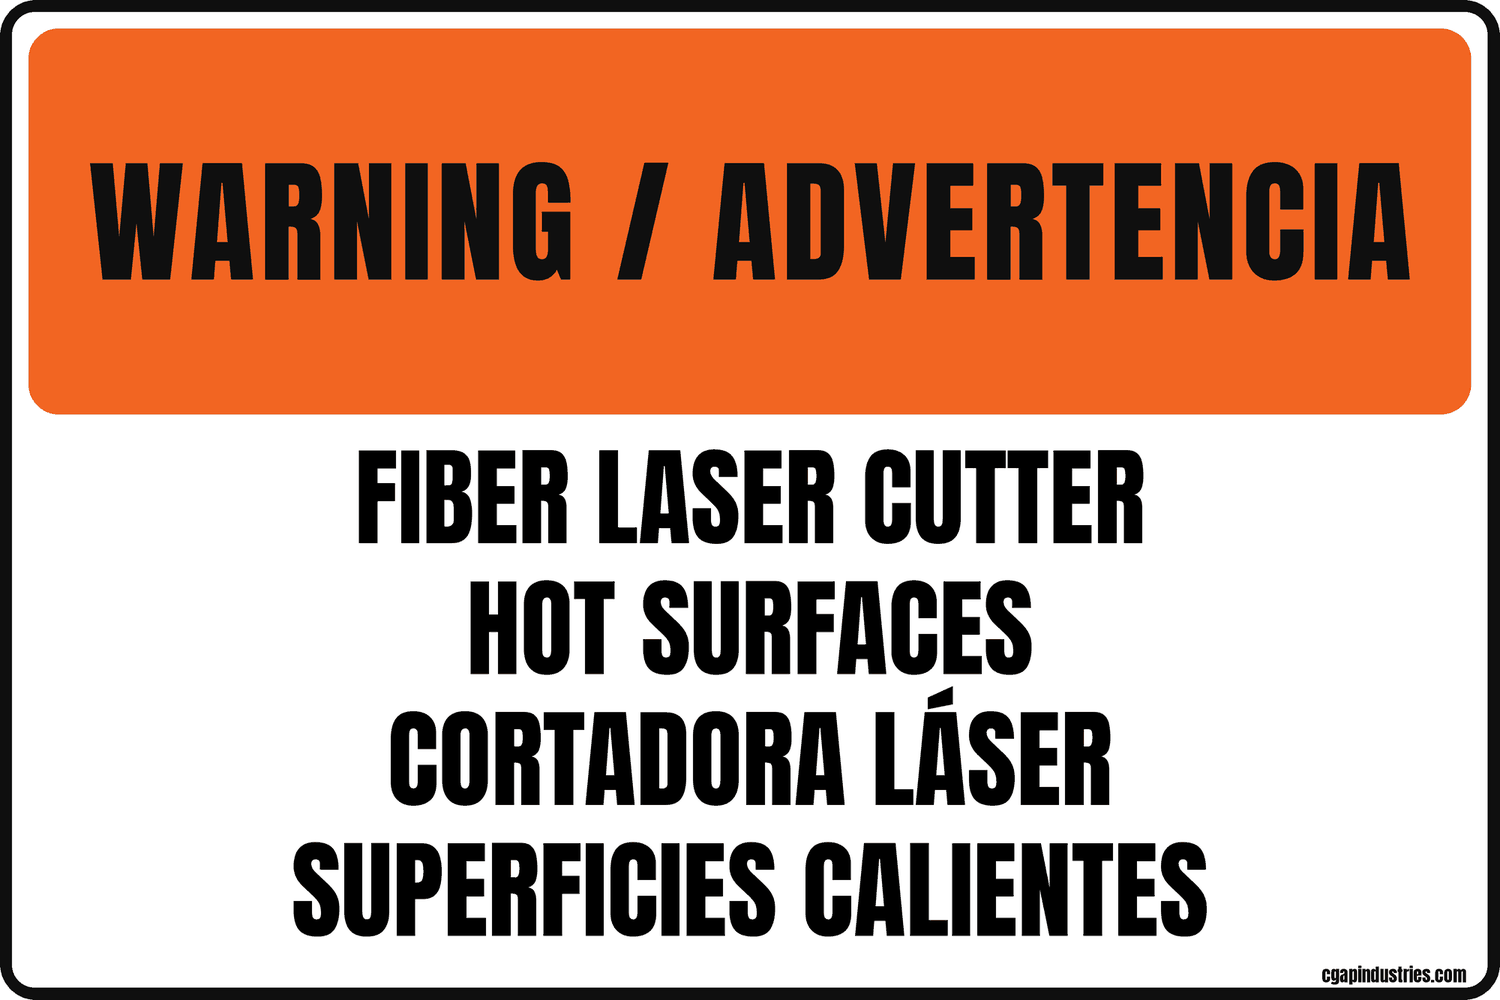 WARNING / ADVERTENCIA
FIBER LASER CUTTER
HOT SURFACES
CORTADORA LÁSER
SUPERFICIES CALIENTES
cgapindustries.com